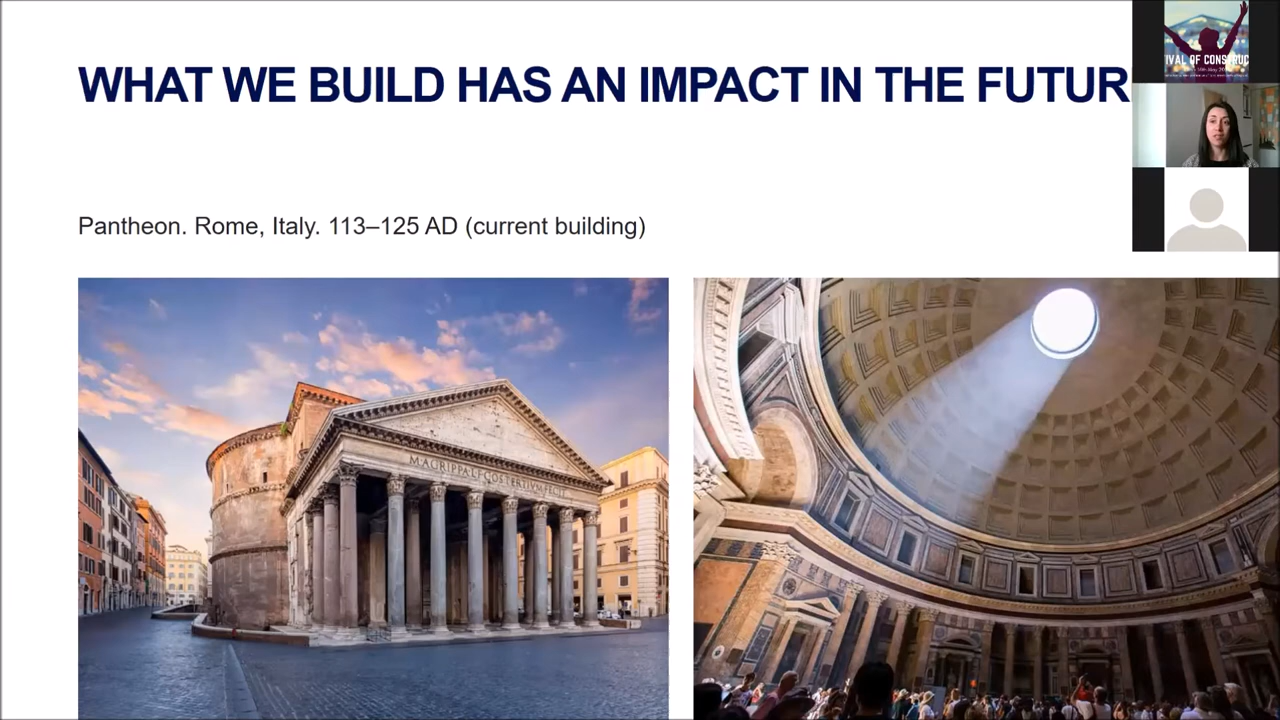 WHAT WE BUILD HAS AN IMPACT IN THE FUTUR
Pantheon. Rome, Italy. 113–125 AD (current building)
M·AGRIPPA·L·F·COS·TERTIVM·FECIT
IVAL OF CONSTRUC